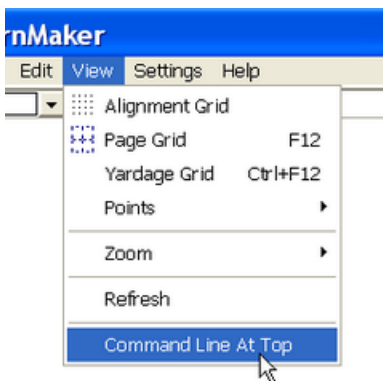 rnMaker
Edit View Settings Help
Alignment Grid
Page Grid F12
Yardage Grid Ctrl+F12
Points
Zoom
Refresh
Command Line At Top